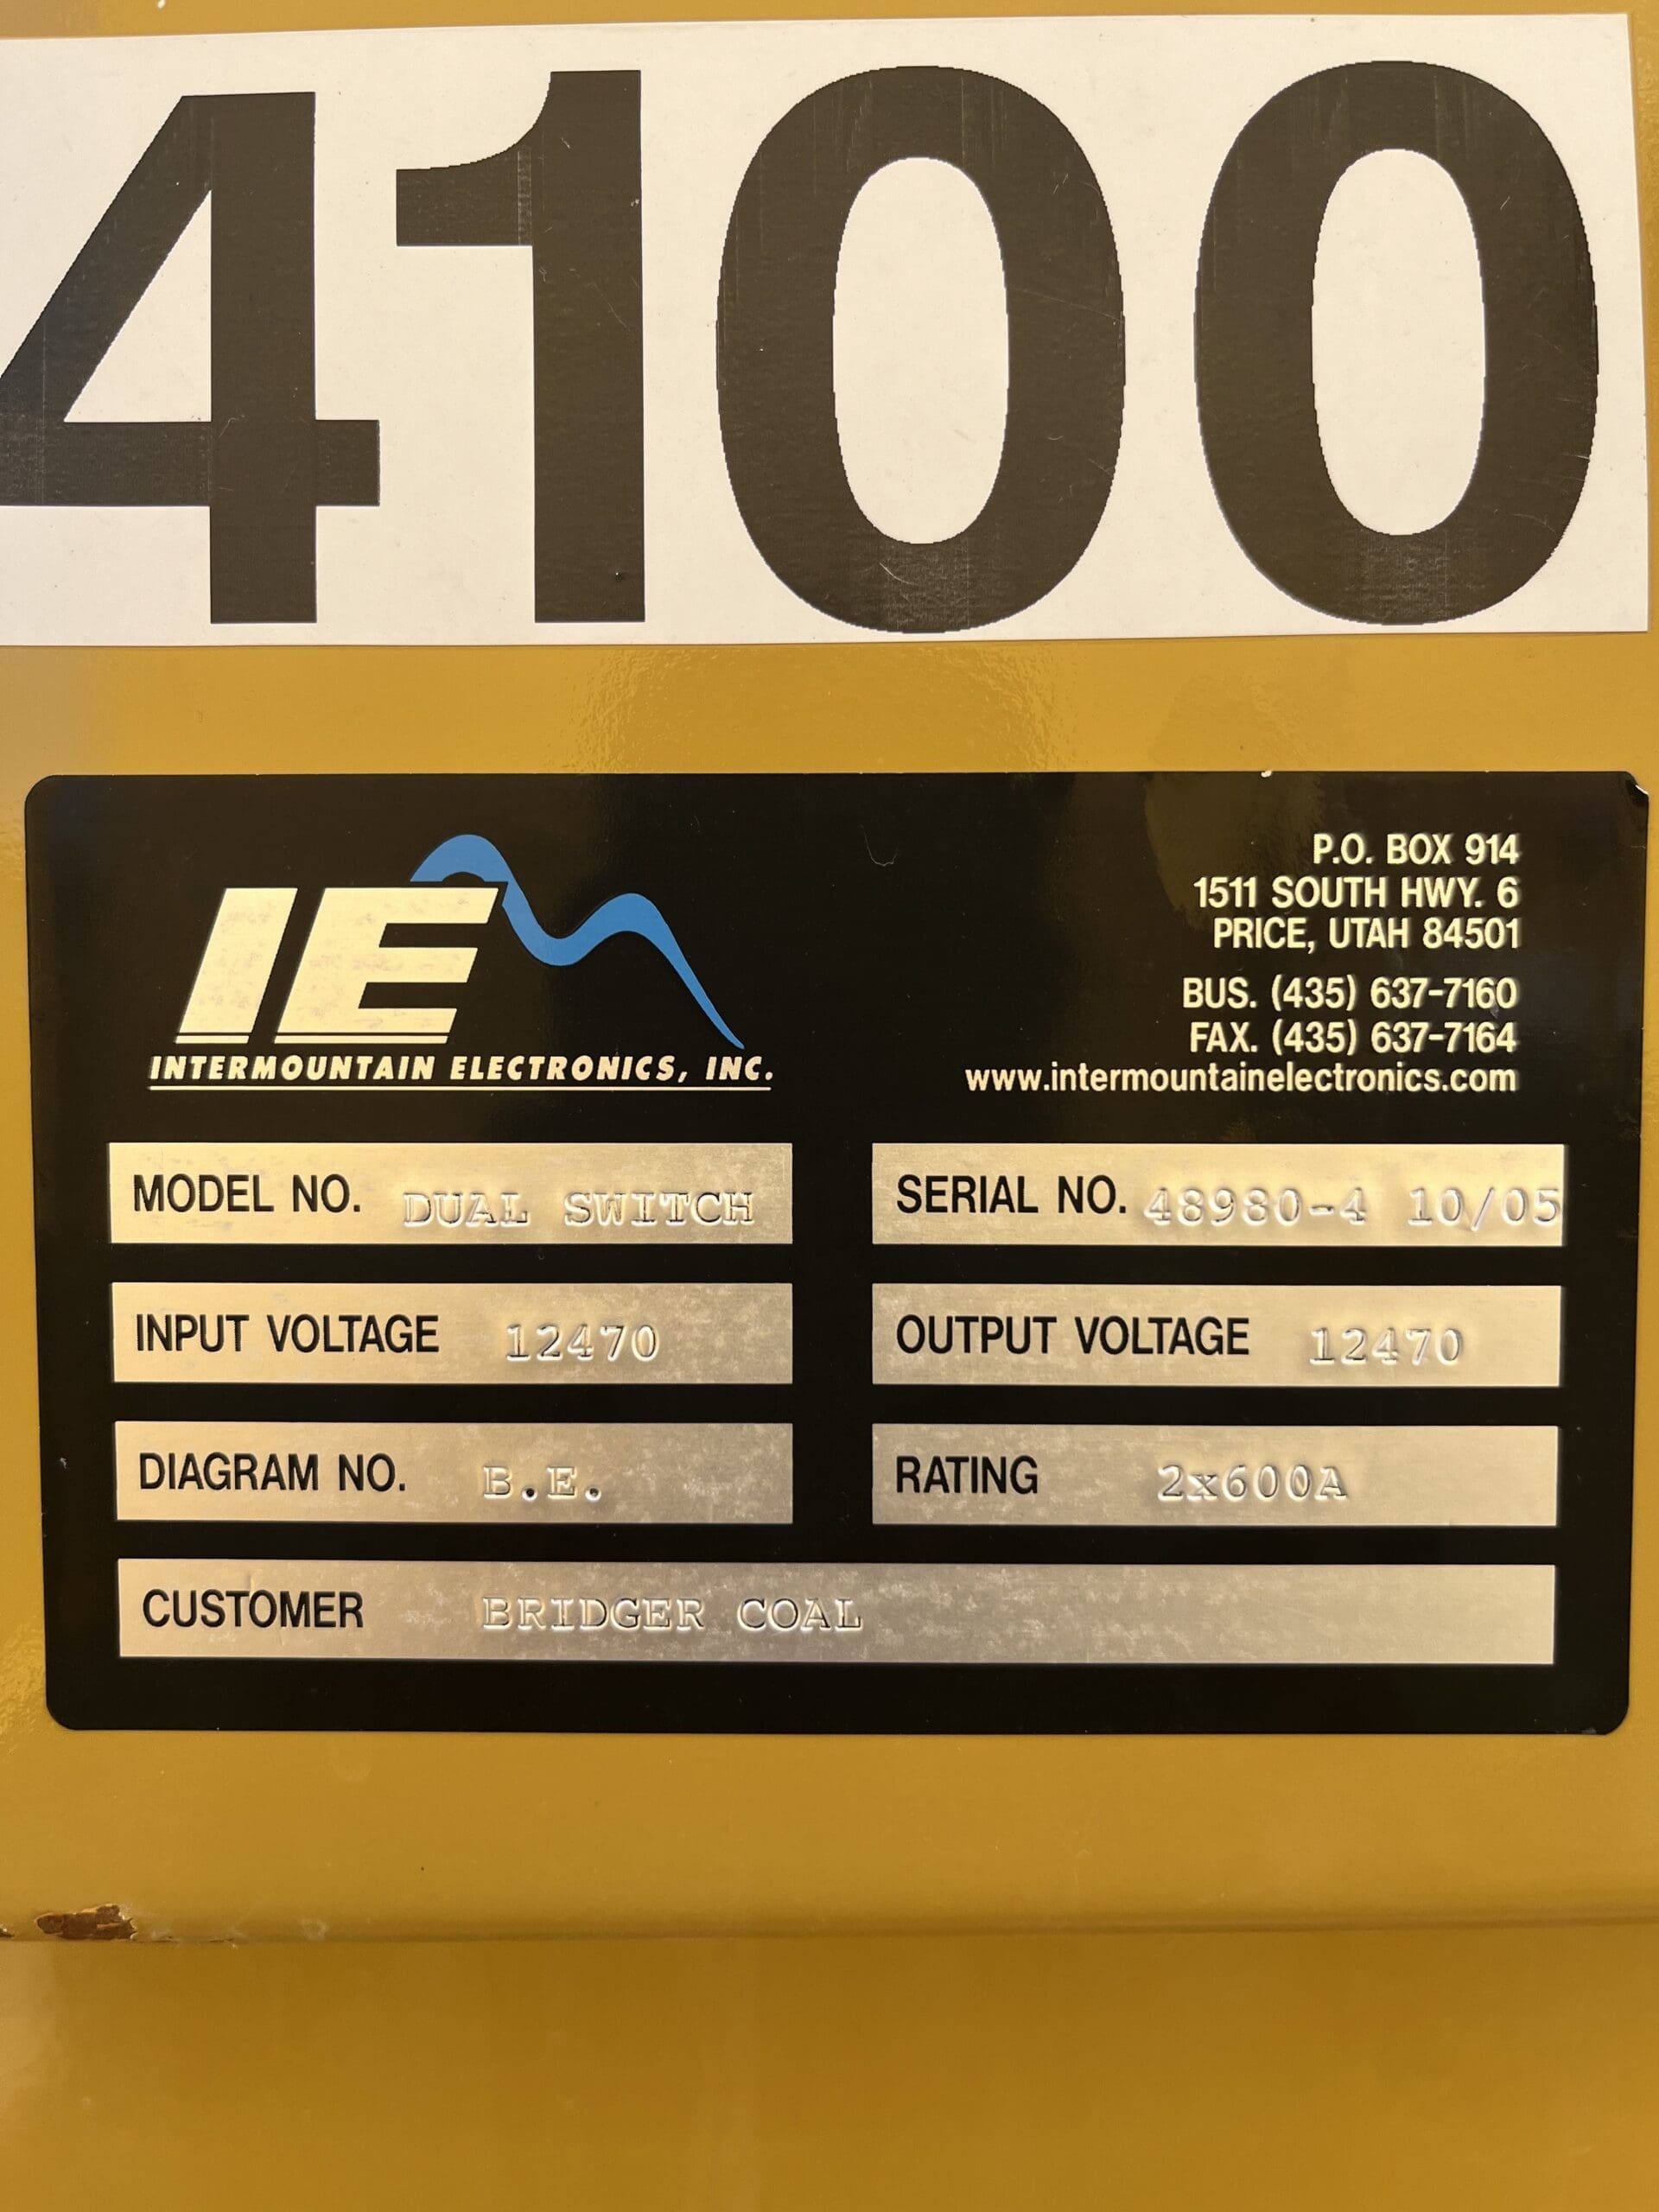 4100
IE
INTERMOUNTAIN ELECTRONICS, INC.
P.O. BOX 914
1511 SOUTH HWY. 6
PRICE, UTAH 84501
BUS. (435) 637-7160
FAX. (435) 637-7164
www.intermountainelectronics.com
MODEL NO. DUAL SWITCH
SERIAL NO. 48980-4 10/05
INPUT VOLTAGE 12470
OUTPUT VOLTAGE 12470
DIAGRAM NO. B.E.
RATING 2x600A
CUSTOMER BRIDGER COAL